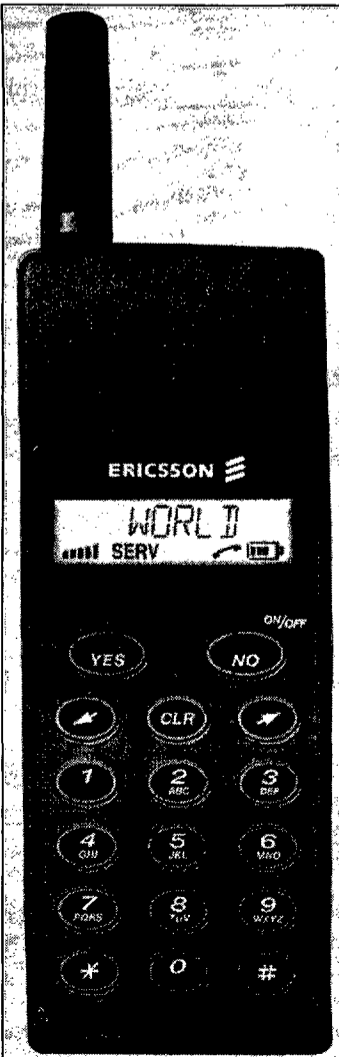 ERICSSON
WORLD
SERV
ON/OFF
YES NO
CLR
1 2 3
ABC DEF
4 5 6
GHI JKL MNO
7 8 9
PQRS TUV WXYZ
* 0 #